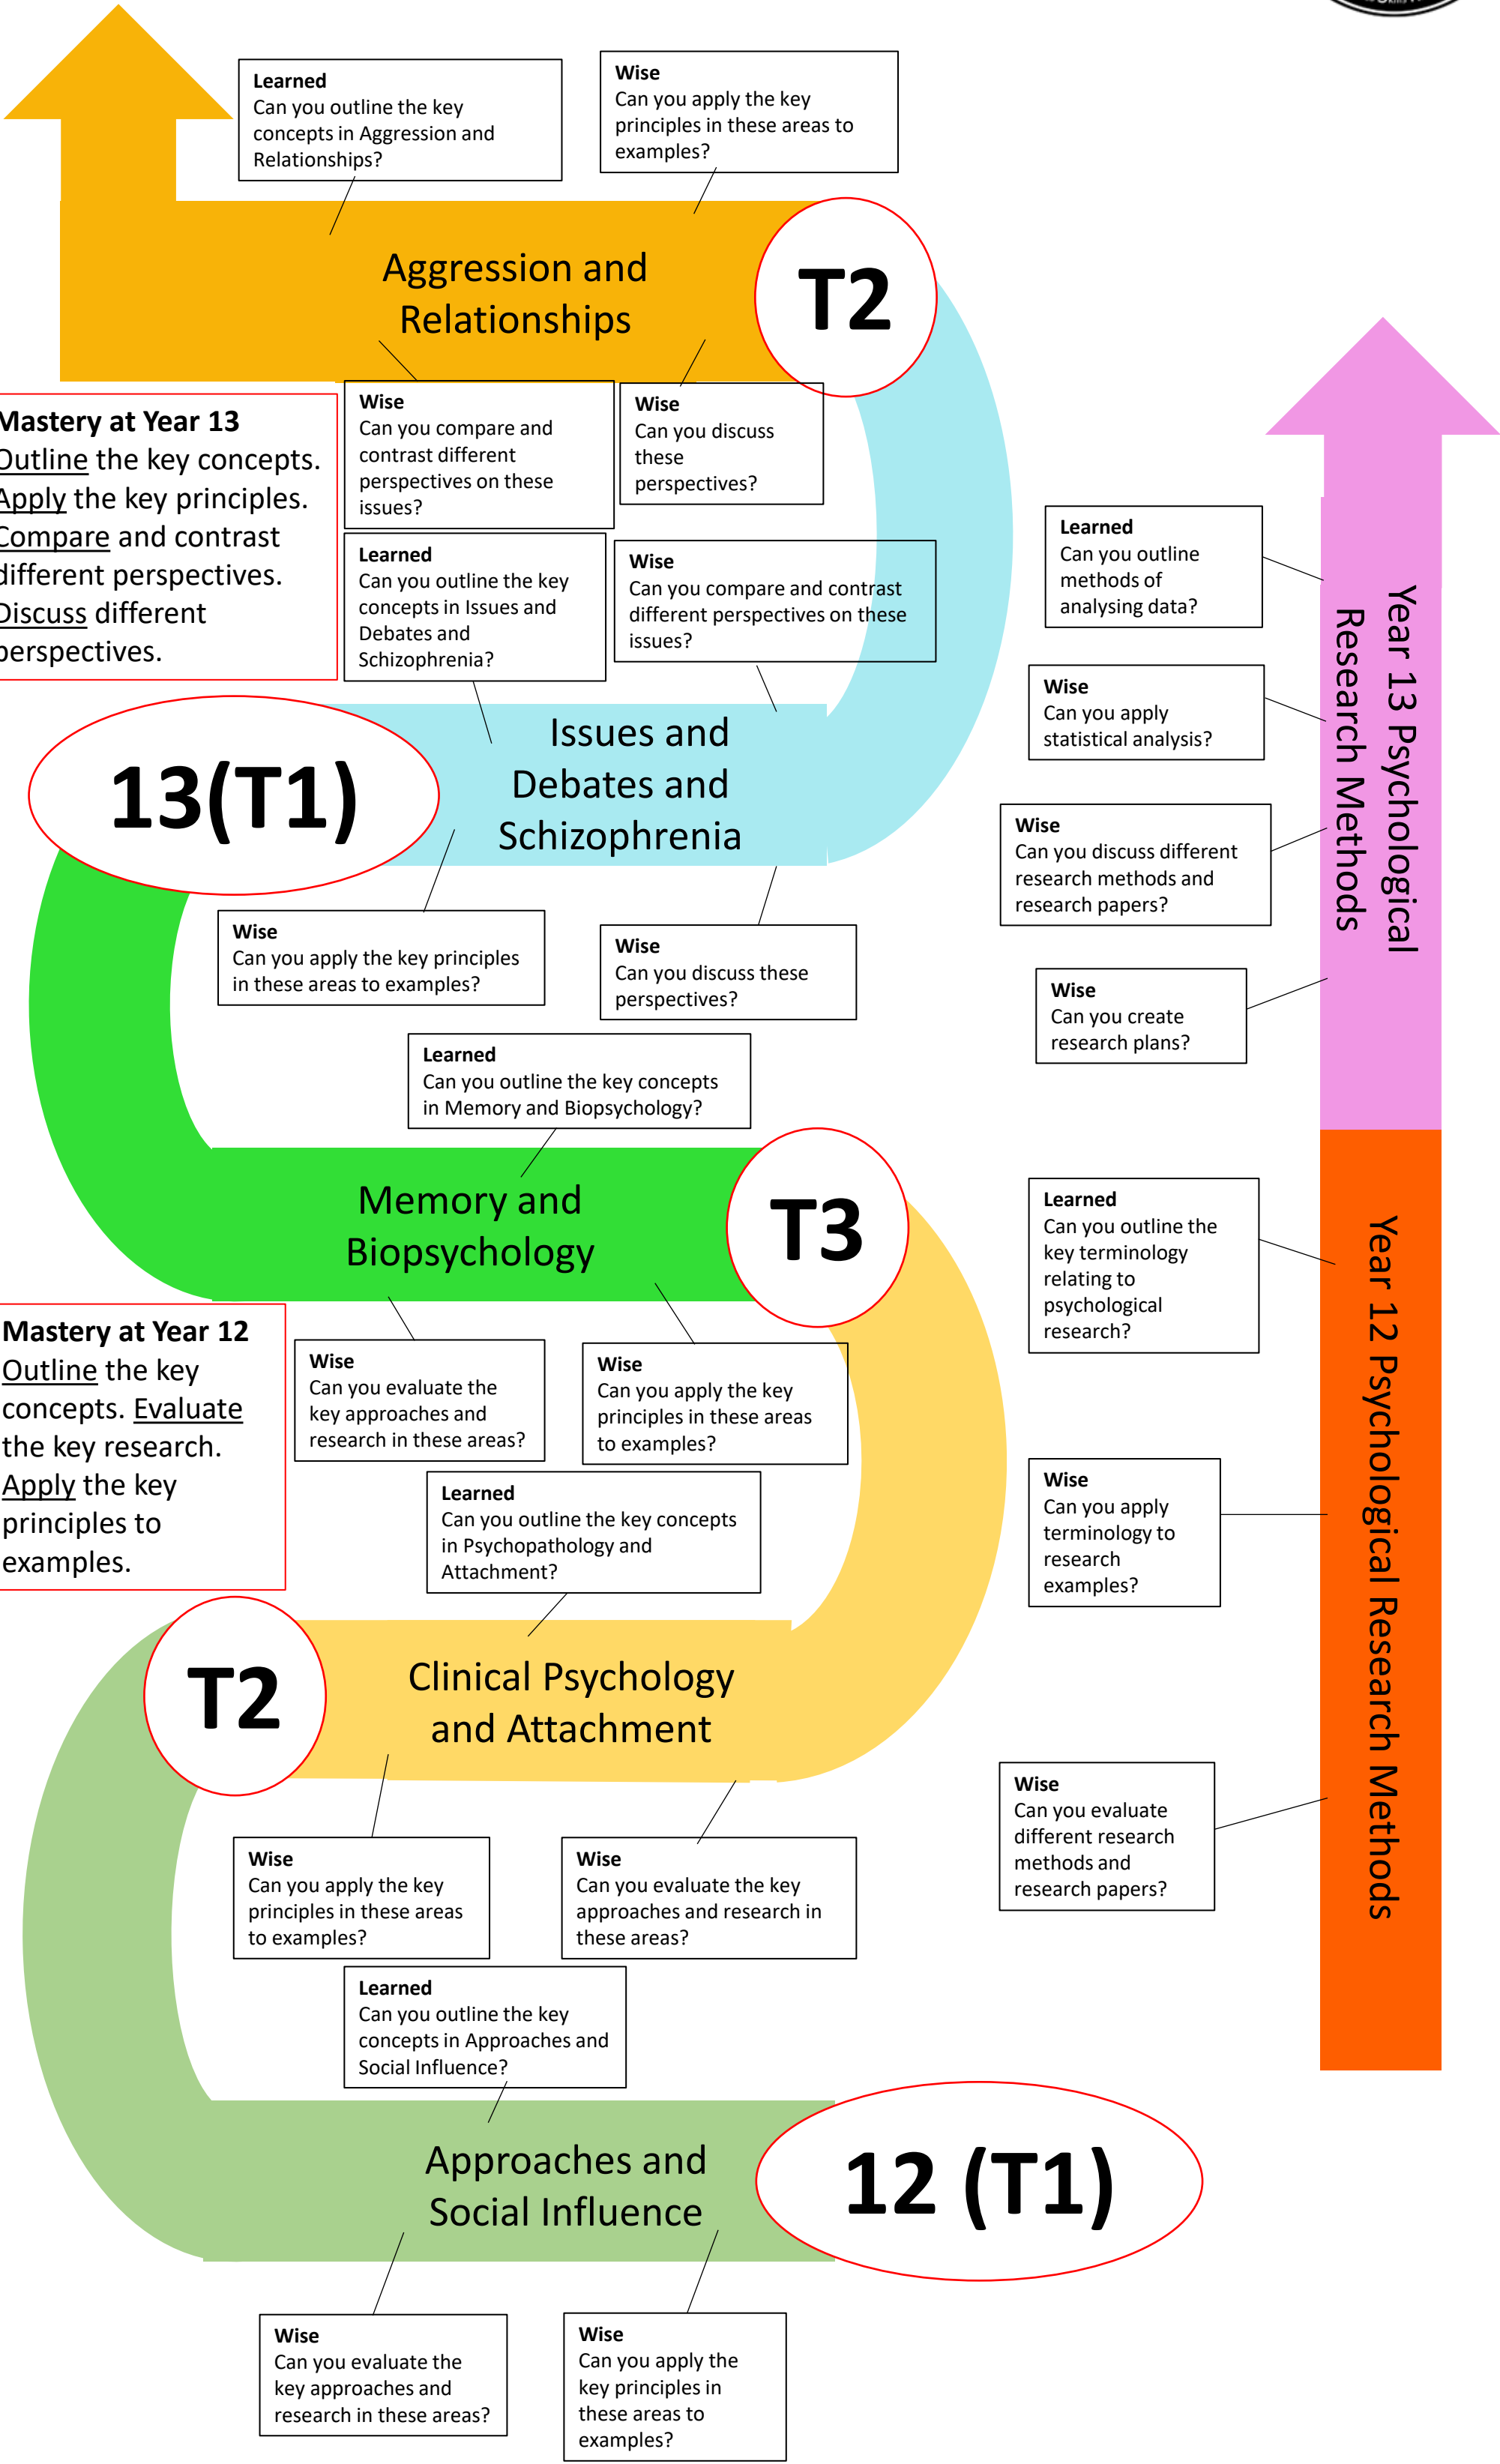 Learned
Can you outline the key
concepts in Aggression and
Relationships?
Wise
Can you apply the key
principles in these areas to
examples?
Aggression and
Relationships
T2
Mastery at Year 13
Outline the key concepts.
Apply the key principles.
Compare and contrast
different perspectives.
Discuss different
perspectives.
Wise
Can you compare and
contrast different
perspectives on these
issues?
Wise
Can you discuss
these
perspectives?
Learned
Can you outline the key
concepts in Issues and
Debates and
Schizophrenia?
Wise
Can you compare and contrast
different perspectives on these
issues?
13(T1)
Issues and
Debates and
Schizophrenia
Wise
Can you apply the key principles
in these areas to examples?
Wise
Can you discuss these
perspectives?
Learned
Can you outline the key concepts
in Memory and Biopsychology?
Memory and
Biopsychology
T3
Mastery at Year 12
Outline the key
concepts. Evaluate
the key research.
Apply the key
principles to
examples.
Wise
Can you evaluate the
key approaches and
research in these areas?
Wise
Can you apply the key
principles in these areas
to examples?
Learned
Can you outline the key concepts
in Psychopathology and
Attachment?
T2
Clinical Psychology
and Attachment
Wise
Can you apply the key
principles in these areas
to examples?
Wise
Can you evaluate the key
approaches and research in
these areas?
Learned
Can you outline the key
concepts in Approaches and
Social Influence?
Approaches and
Social Influence
12 (T1)
Wise
Can you evaluate the
key approaches and
research in these areas?
Wise
Can you apply the
key principles in
these areas to
examples?
Learned
Can you outline
methods of
analysing data?
Wise
Can you apply
statistical analysis?
Wise
Can you discuss different
research methods and
research papers?
Wise
Can you create
research plans?
Year 13 Psychological
Research Methods
Learned
Can you outline the
key terminology
relating to
psychological
research?
Wise
Can you apply
terminology to
research
examples?
Wise
Can you evaluate
different research
methods and
research papers?
Year 12 Psychological Research Methods